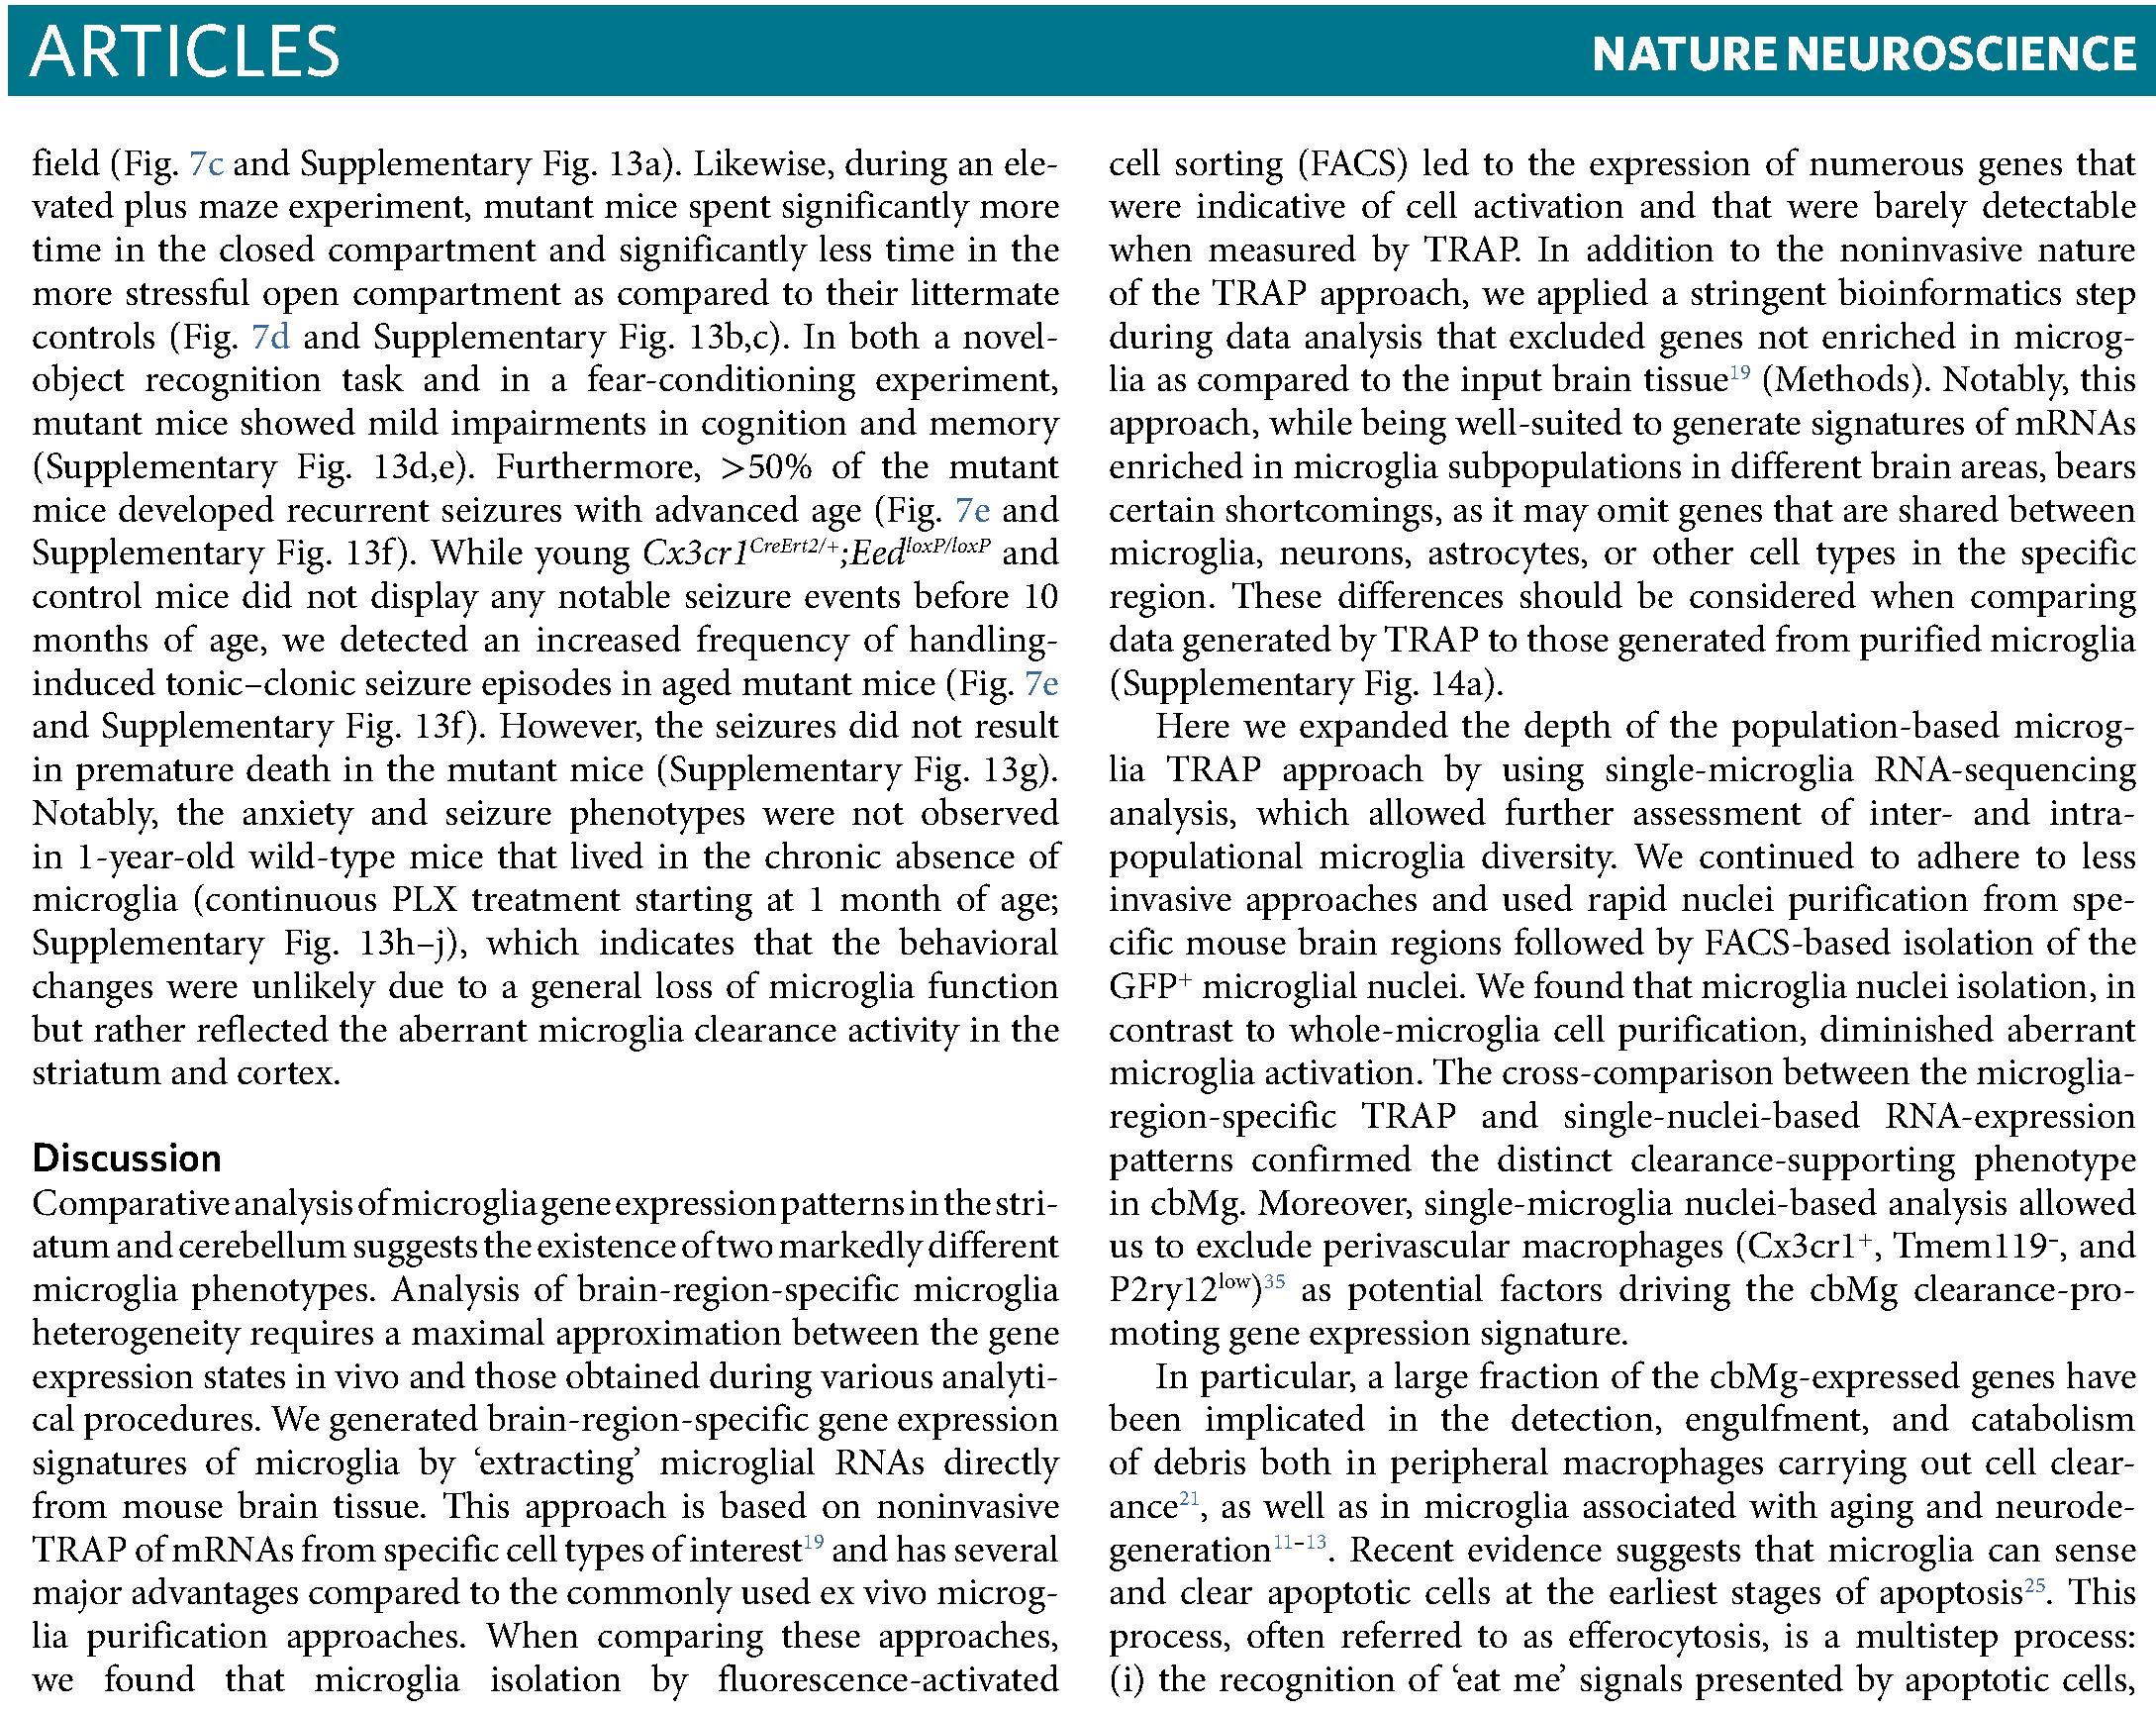 ARTICLES
NATURE NEUROSCIENCE
field (Fig. 7c and Supplementary Fig. 13a). Likewise, during an ele-
vated plus maze experiment, mutant mice spent significantly more
time in the closed compartment and significantly less time in the
more stressful open compartment as compared to their littermate
controls (Fig. 7d and Supplementary Fig. 13b,c). In both a novel-
object recognition task and in a fear-conditioning experiment,
mutant mice showed mild impairments in cognition and memory
(Supplementary Fig. 13d,e). Furthermore, >50% of the mutant
mice developed recurrent seizures with advanced age (Fig. 7e and
Supplementary Fig. 13f). While young Cx3cr1CreErt2/+;EedloxP/loxP and
control mice did not display any notable seizure events before 10
months of age, we detected an increased frequency of handling-
induced tonic–clonic seizure episodes in aged mutant mice (Fig. 7e
and Supplementary Fig. 13f). However, the seizures did not result
in premature death in the mutant mice (Supplementary Fig. 13g).
Notably, the anxiety and seizure phenotypes were not observed
in 1-year-old wild-type mice that lived in the chronic absence of
microglia (continuous PLX treatment starting at 1 month of age;
Supplementary Fig. 13h–j), which indicates that the behavioral
changes were unlikely due to a general loss of microglia function
but rather reflected the aberrant microglia clearance activity in the
striatum and cortex.
Discussion
Comparative analysis of microglia gene expression patterns in the stri-
atum and cerebellum suggests the existence of two markedly different
microglia phenotypes. Analysis of brain-region-specific microglia
heterogeneity requires a maximal approximation between the gene
expression states in vivo and those obtained during various analyti-
cal procedures. We generated brain-region-specific gene expression
signatures of microglia by ‘extracting’ microglial RNAs directly
from mouse brain tissue. This approach is based on noninvasive
TRAP of mRNAs from specific cell types of interest19 and has several
major advantages compared to the commonly used ex vivo microg-
lia purification approaches. When comparing these approaches,
we found that microglia isolation by fluorescence-activated
cell sorting (FACS) led to the expression of numerous genes that
were indicative of cell activation and that were barely detectable
when measured by TRAP. In addition to the noninvasive nature
of the TRAP approach, we applied a stringent bioinformatics step
during data analysis that excluded genes not enriched in microg-
lia as compared to the input brain tissue19 (Methods). Notably, this
approach, while being well-suited to generate signatures of mRNAs
enriched in microglia subpopulations in different brain areas, bears
certain shortcomings, as it may omit genes that are shared between
microglia, neurons, astrocytes, or other cell types in the specific
region. These differences should be considered when comparing
data generated by TRAP to those generated from purified microglia
(Supplementary Fig. 14a).
Here we expanded the depth of the population-based microg-
lia TRAP approach by using single-microglia RNA-sequencing
analysis, which allowed further assessment of inter- and intra-
populational microglia diversity. We continued to adhere to less
invasive approaches and used rapid nuclei purification from spe-
cific mouse brain regions followed by FACS-based isolation of the
GFP+ microglial nuclei. We found that microglia nuclei isolation, in
contrast to whole-microglia cell purification, diminished aberrant
microglia activation. The cross-comparison between the microglia-
region-specific TRAP and single-nuclei-based RNA-expression
patterns confirmed the distinct clearance-supporting phenotype
in cbMg. Moreover, single-microglia nuclei-based analysis allowed
us to exclude perivascular macrophages (Cx3cr1+, Tmem119-, and
P2ry12low)35 as potential factors driving the cbMg clearance-pro-
moting gene expression signature.
In particular, a large fraction of the cbMg-expressed genes have
been implicated in the detection, engulfment, and catabolism
of debris both in peripheral macrophages carrying out cell clear-
ance21, as well as in microglia associated with aging and neurode-
generation11–13. Recent evidence suggests that microglia can sense
and clear apoptotic cells at the earliest stages of apoptosis25. This
process, often referred to as efferocytosis, is a multistep process:
(i) the recognition of ‘eat me’ signals presented by apoptotic cells,